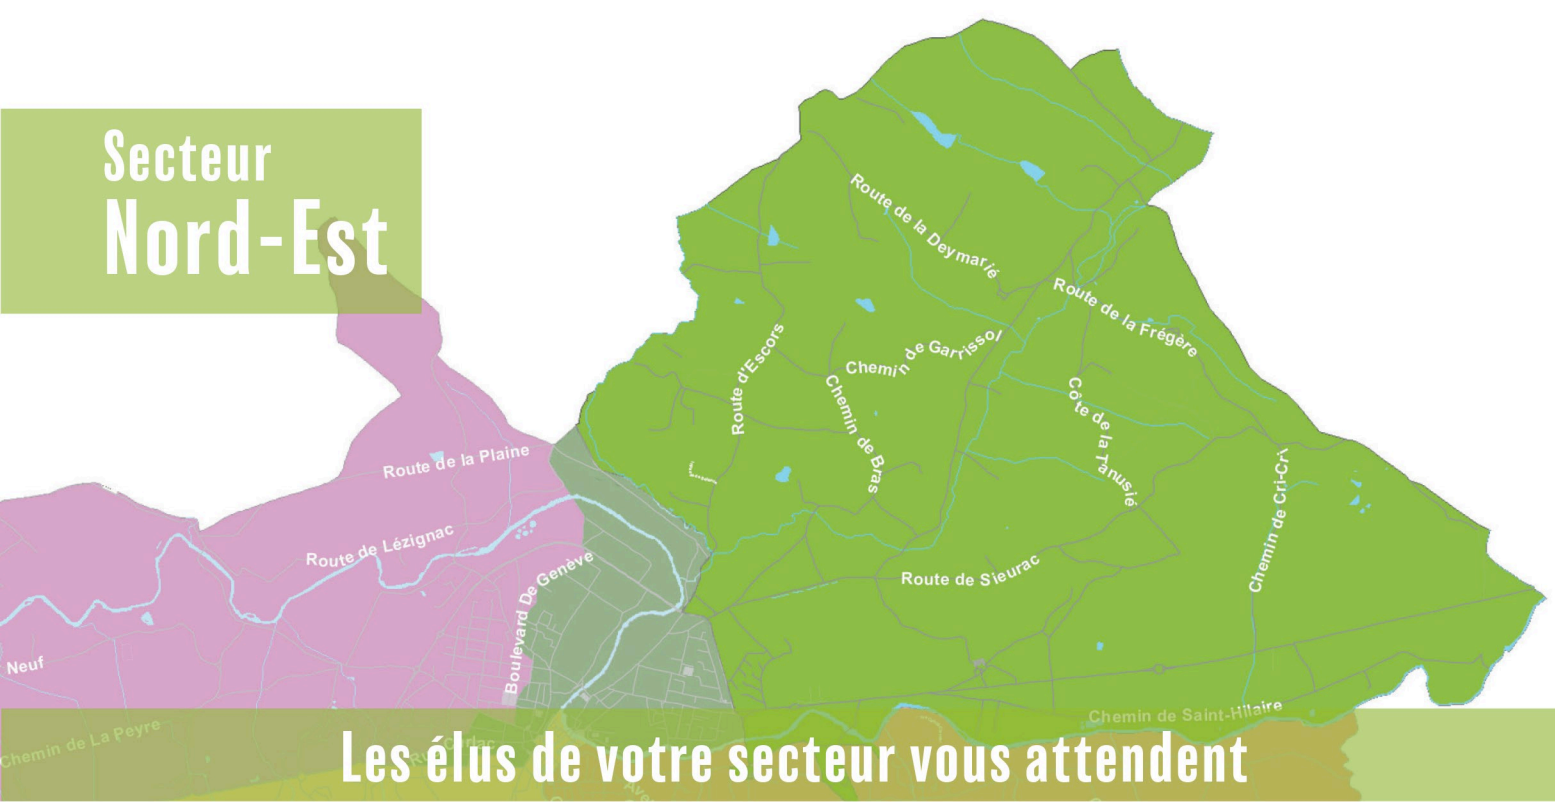 Secteur
Nord-Est
Route de la Deymarié
Route de la Frégère
Route d'Escors
Chemin de Garrissol
Chemin de Bras
Côte de la Tanusié
Route de la Plaine
Chemin de Cri-Cri
Route de Lézignac
Boulevard De Genève
Route de Sieurac
Neuf
Chemin de Saint-Hilaire
Chemin de La Peyre
Les élus de votre secteur vous attendent